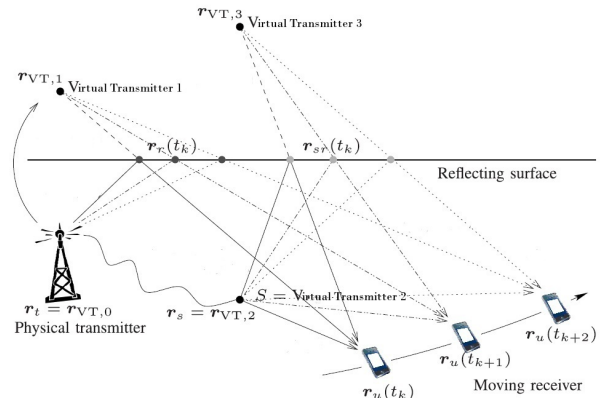 r_VT,3 Virtual Transmitter 3
r_VT,1 Virtual Transmitter 1
r_r(t_k) r_sr(t_k)
Reflecting surface
r_t = r_VT,0
Physical transmitter
r_s = r_VT,2
S = Virtual Transmitter 2
r_u(t_k+2)
r_u(t_k+1)
r_u(t_k)
Moving receiver